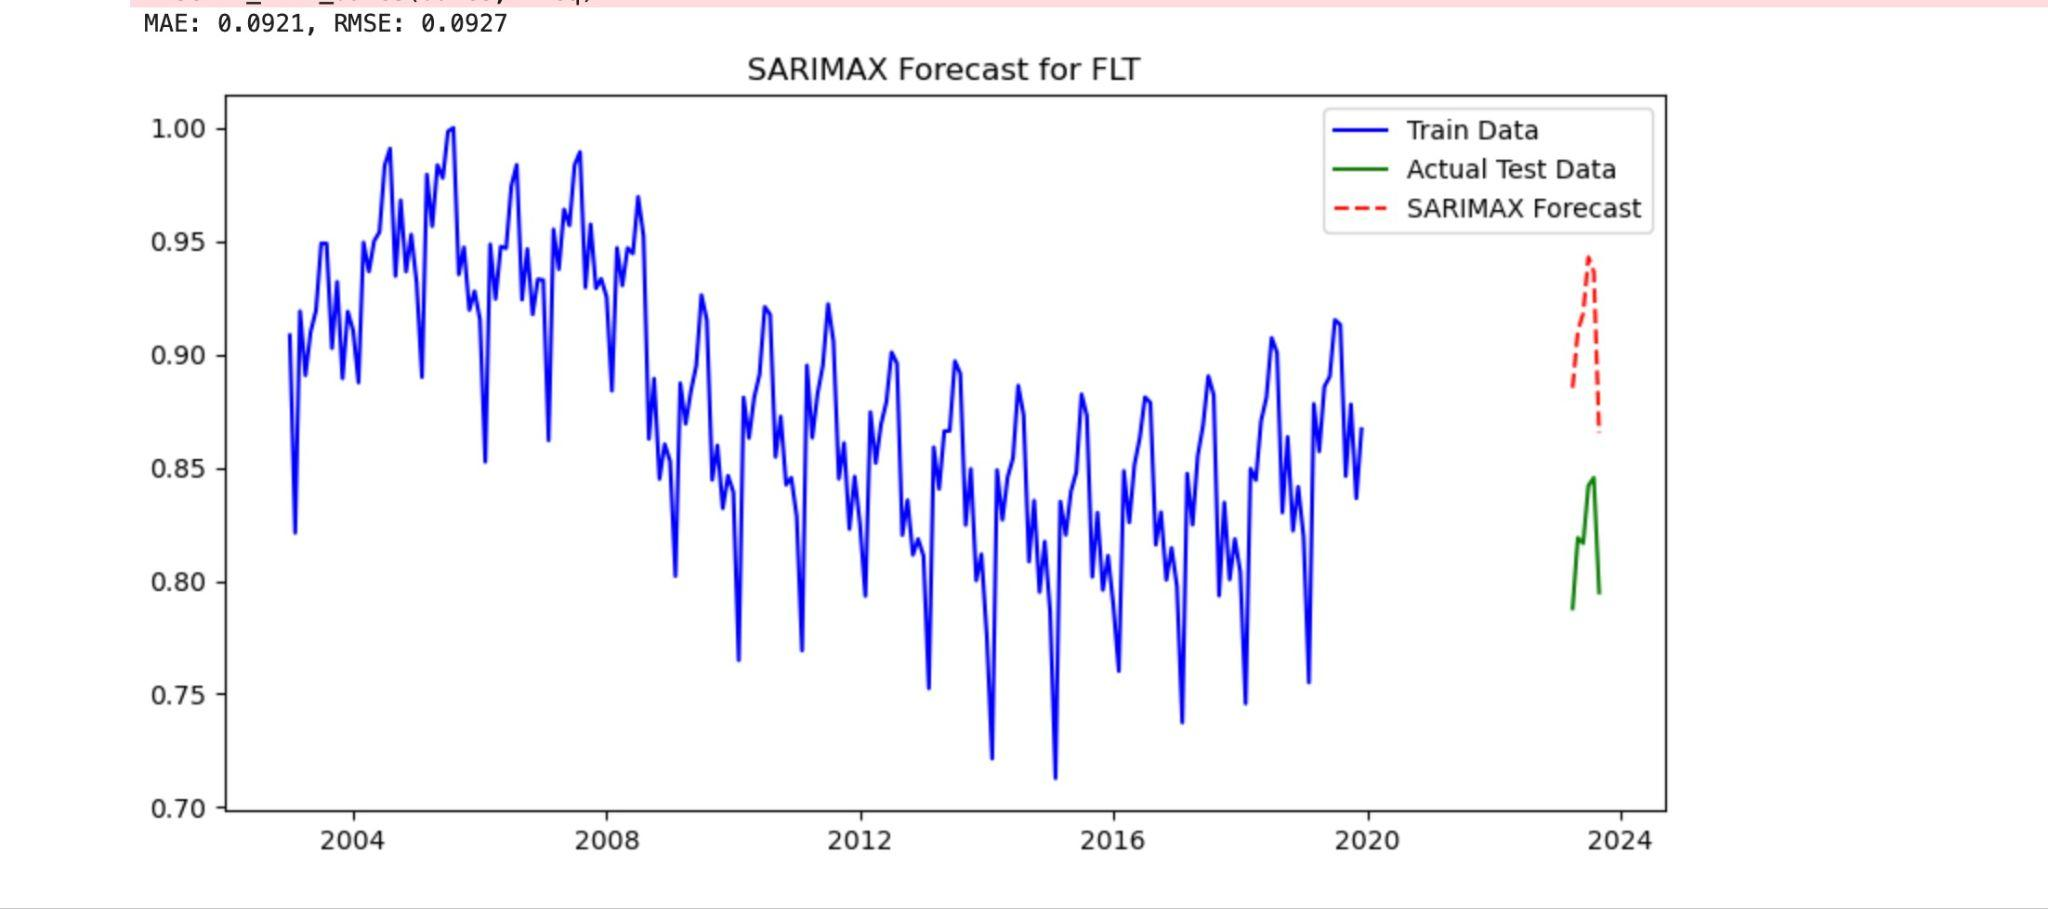 MAE: 0.0921, RMSE: 0.0927
SARIMAX Forecast for FLT
Train Data
Actual Test Data
SARIMAX Forecast
1.00
0.95
0.90
0.85
0.80
0.75
0.70
2004
2008
2012
2016
2020
2024